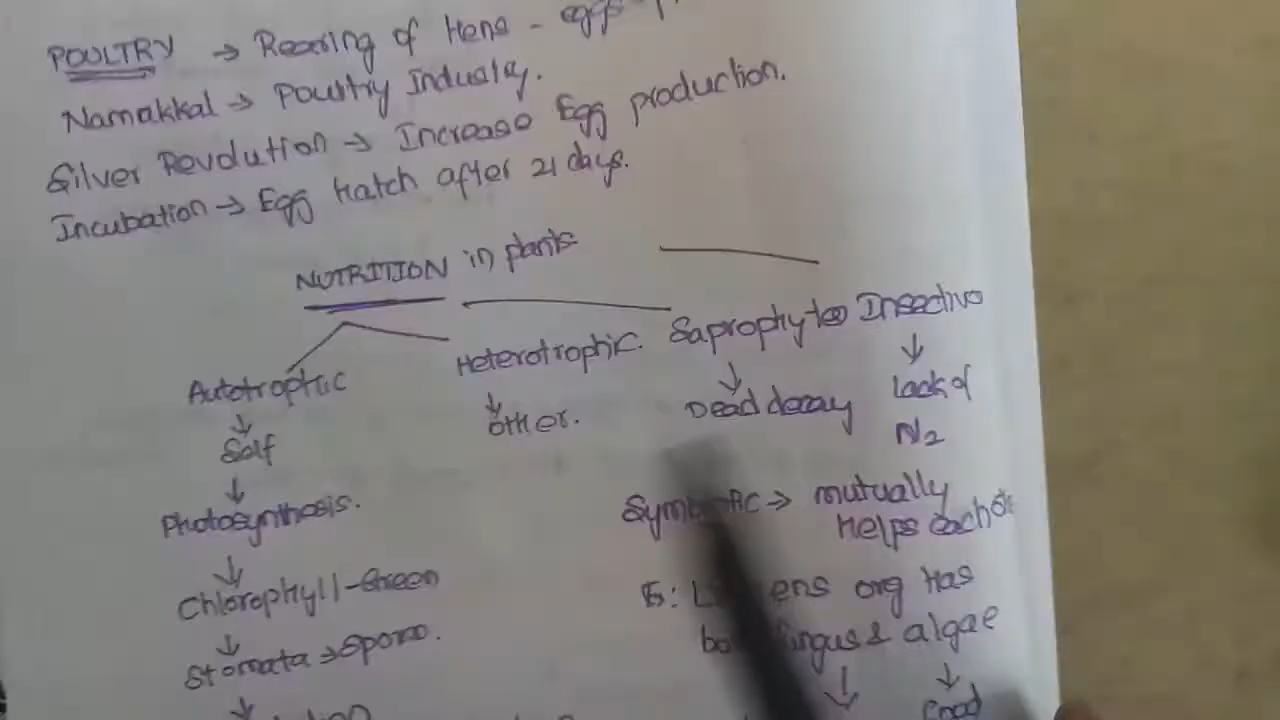 POULTRY → Rearing of Hens - eggs
Namakkal → Poultry Industry.
Silver Revolution → Increase Egg production.
Incubation → Egg Hatch after 21 days.
NUTRITION in plants
Autotrophic
Heterotrophic.
Saprophytes
Insectivo
↓
Self
↓
other.
↓
Dead decay
↓
Lack of
N2
↓
Photosynthesis.
mutually
Helps each
↓
Chlorophyll - Green
org has
fungus & algae
↓
Stomata →
↓
↓
↓
Food